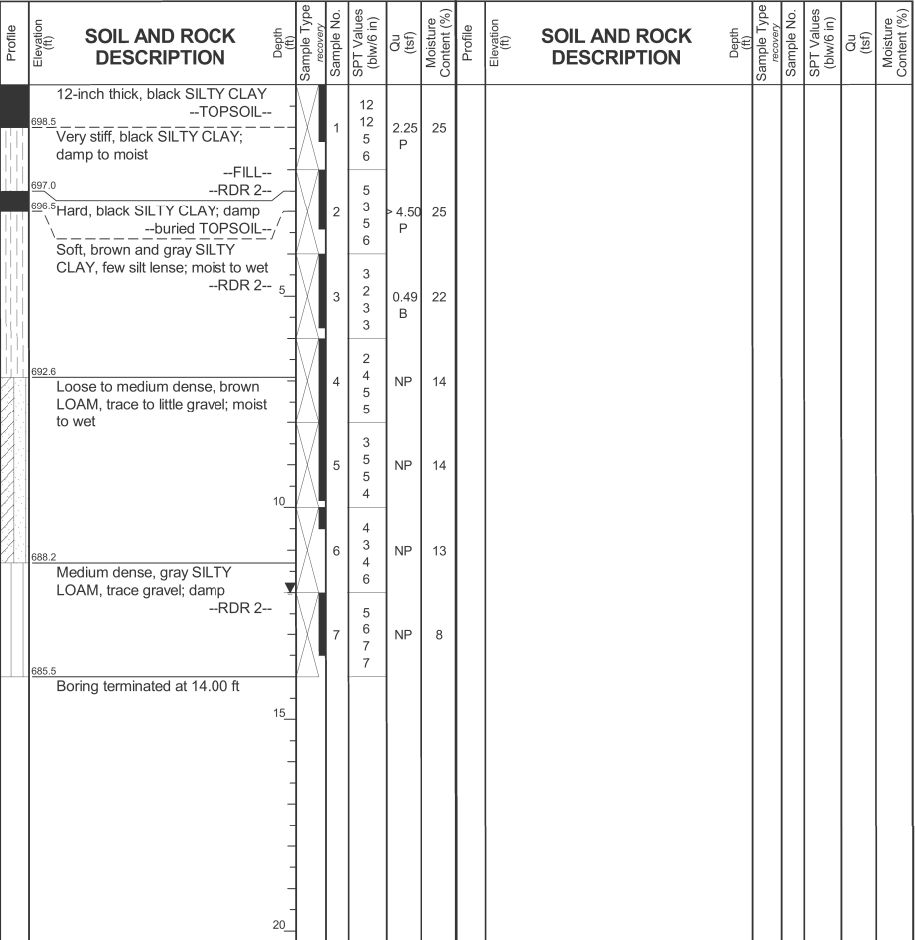 Profile
Elevation (ft)
SOIL AND ROCK
DESCRIPTION
Depth (ft)
Sample Type
recovery
Sample No.
SPT Values (blw/6 in)
Qu (tsf)
Moisture Content (%)
Profile
Elevation (ft)
SOIL AND ROCK
DESCRIPTION
Depth (ft)
Sample Type
recovery
Sample No.
SPT Values (blw/6 in)
Qu (tsf)
Moisture Content (%)
12-inch thick, black SILTY CLAY
--TOPSOIL--
698.5
Very stiff, black SILTY CLAY;
damp to moist
--FILL--
--RDR 2--
1
12
12
5
6
2.25
P
25
697.0
696.5
Hard, black SILTY CLAY; damp
--buried TOPSOIL--
2
5
3
5
6
> 4.50
P
25
Soft, brown and gray SILTY
CLAY, few silt lense; moist to wet
--RDR 2--
5
3
3
2
3
3
0.49
B
22
692.6
Loose to medium dense, brown
LOAM, trace to little gravel; moist
to wet
4
2
4
5
5
NP
14
5
3
5
5
4
NP
14
10
6
4
3
4
6
NP
13
688.2
Medium dense, gray SILTY
LOAM, trace gravel; damp
--RDR 2--
7
5
6
7
7
NP
8
685.5
Boring terminated at 14.00 ft
15
20